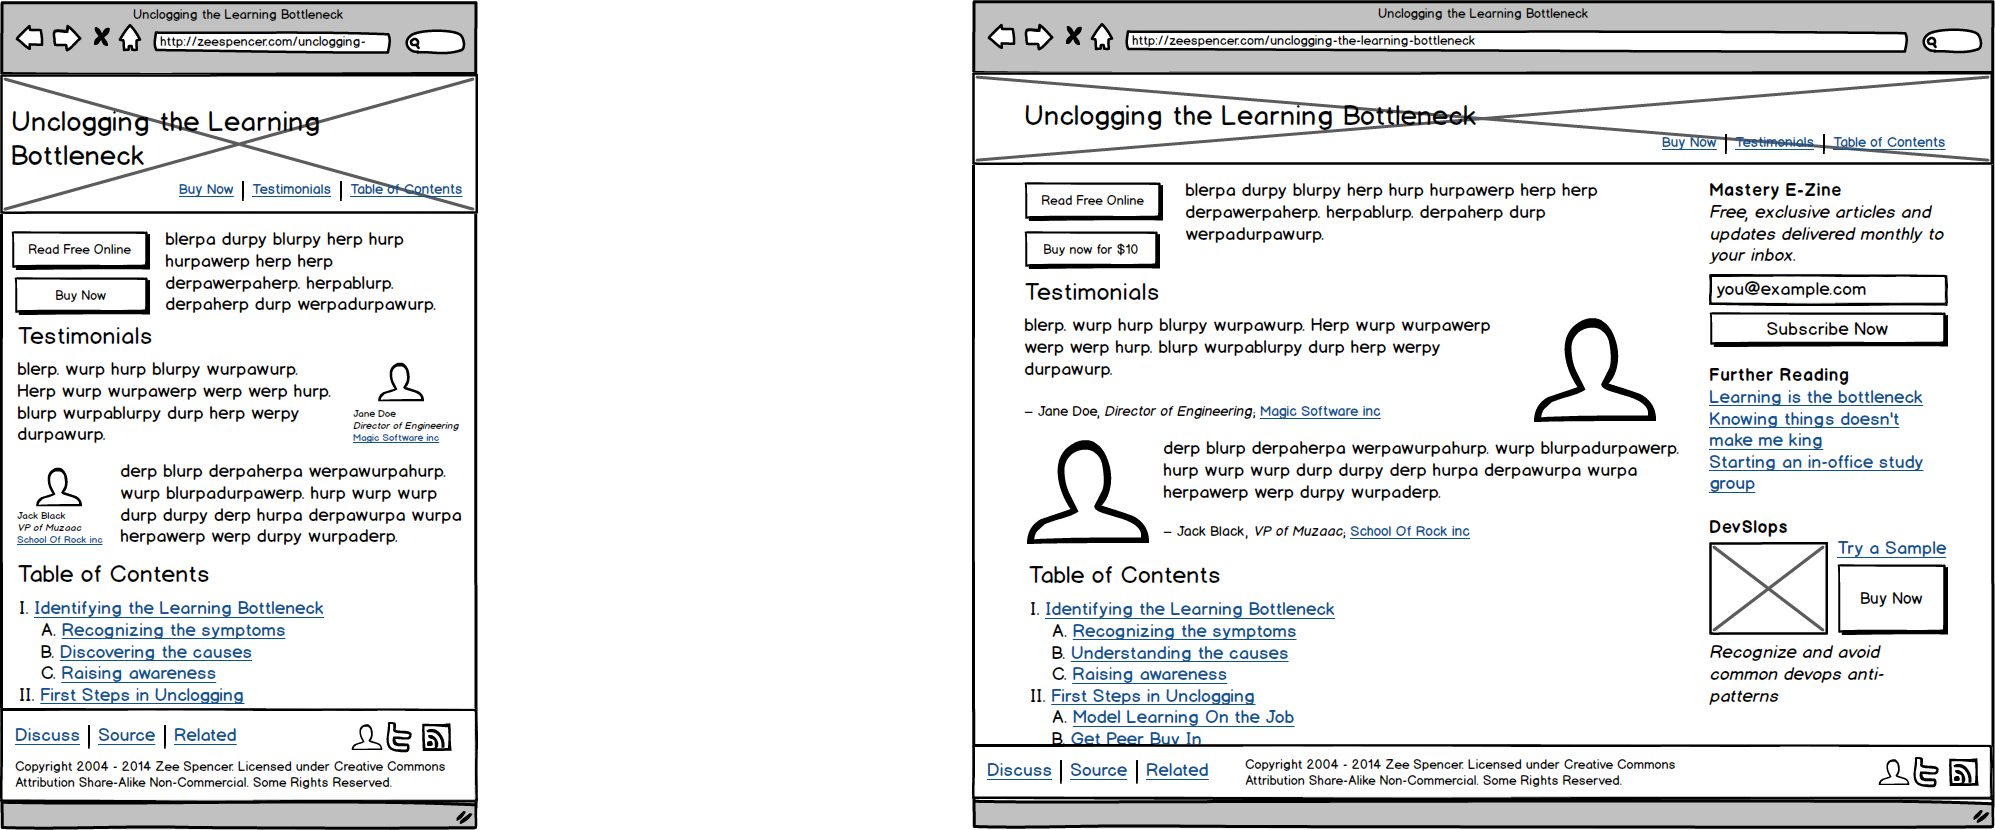 Unclogging the Learning Bottleneck
http://zeespencer.com/unclogging-
Unclogging the Learning
Bottleneck
Buy Now
Testimonials
Table of Contents
Read Free Online
Buy Now
blerpa durpy blurpy herp hurp
hurpawerp herp herp
derpawerpaherp. herpablurp.
derpaherp durp werpadurpawurp.
Testimonials
blerp. wurp hurp blurpy wurpawurp.
Herp wurp wurpawerp werp werp hurp.
blurp wurpablurpy durp herp werpy
durpawurp.
Jane Doe
Director of Engineering
Magic Software inc
Jack Black
VP of Muzaac
School Of Rock inc
derp blurp derpaherpa werpawurpahurp.
wurp blurpadurpawerp. hurp wurp wurp
durp durpy derp hurpa derpawurpa wurpa
herpawerp werp durpy wurpaderp.
Table of Contents
I. Identifying the Learning Bottleneck
A. Recognizing the symptoms
B. Discovering the causes
C. Raising awareness
II. First Steps in Unclogging
Discuss
Source
Related
Copyright 2004 - 2014 Zee Spencer. Licensed under Creative Commons
Attribution Share-Alike Non-Commercial. Some Rights Reserved.
Unclogging the Learning Bottleneck
http://zeespencer.com/unclogging-the-learning-bottleneck
Unclogging the Learning Bottleneck
Buy Now
Testimonials
Table of Contents
Read Free Online
Buy now for $10
blerpa durpy blurpy herp hurp hurpawerp herp herp
derpawerpaherp. herpablurp. derpaherp durp
werpadurpawurp.
Testimonials
blerp. wurp hurp blurpy wurpawurp. Herp wurp wurpawerp
werp werp hurp. blurp wurpablurpy durp herp werpy
durpawurp.
– Jane Doe, Director of Engineering, Magic Software inc
derp blurp derpaherpa werpawurpahurp. wurp blurpadurpawerp.
hurp wurp wurp durp durpy derp hurpa derpawurpa wurpa
herpawerp werp durpy wurpaderp.
– Jack Black, VP of Muzaac, School Of Rock inc
Table of Contents
I. Identifying the Learning Bottleneck
A. Recognizing the symptoms
B. Understanding the causes
C. Raising awareness
II. First Steps in Unclogging
A. Model Learning On the Job
B. Get Peer Buy In
Mastery E-Zine
Free, exclusive articles and
updates delivered monthly to
your inbox.
you@example.com
Subscribe Now
Further Reading
Learning is the bottleneck
Knowing things doesn't
make me king
Starting an in-office study
group
DevSlops
Try a Sample
Buy Now
Recognize and avoid
common devops anti-
patterns
Discuss
Source
Related
Copyright 2004 - 2014 Zee Spencer. Licensed under Creative Commons
Attribution Share-Alike Non-Commercial. Some Rights Reserved.